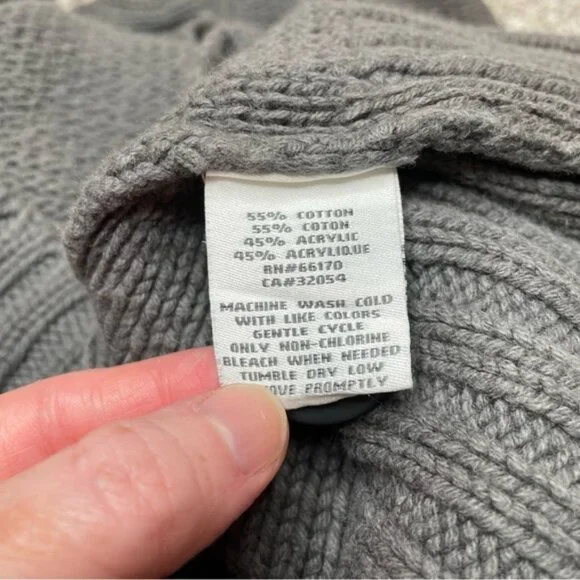 55% COTTON
55% COTON
45% ACRYLIC
45% ACRYLIQUE
RN#66170
CA#32054
MACHINE WASH COLD
WITH LIKE COLORS
GENTLE CYCLE
ONLY NON-CHLORINE
BLEACH WHEN NEEDED
TUMBLE DRY LOW
PROMPTLY